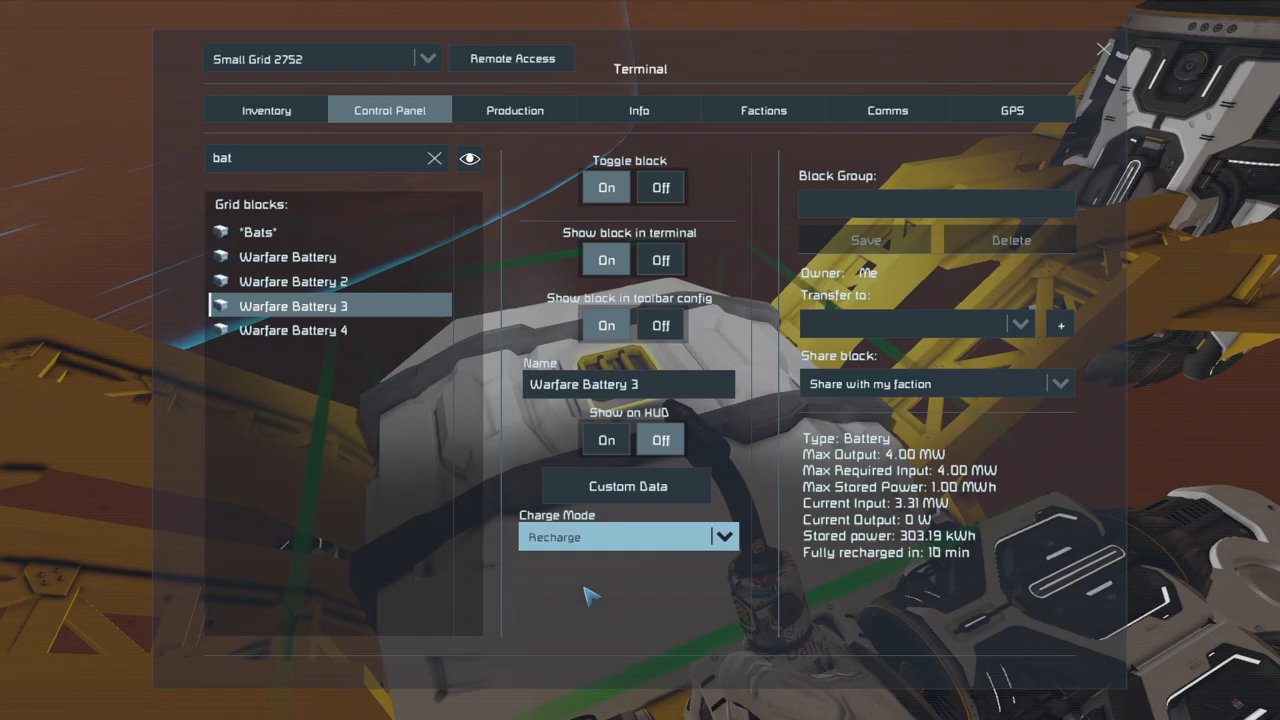 Small Grid 2752
Remote Access
Terminal
Inventory
Control Panel
Production
Info
Factions
Comms
GPS
bat
Grid blocks:
*Bats*
Warfare Battery
Warfare Battery 2
Warfare Battery 3
Warfare Battery 4
Toggle block
On
Off
Show block in terminal
On
Off
Show block in toolbar config
On
Off
Name
Warfare Battery 3
Show on HUD
On
Off
Custom Data
Charge Mode
Recharge
Block Group:
Save
Delete
Owner: Me
Transfer to:
+
Share block:
Share with my faction
Type: Battery
Max Output: 4.00 MW
Max Required Input: 4.00 MW
Max Stored Power: 1.00 MWh
Current Input: 3.31 MW
Current Output: 0 W
Stored power: 303.19 kWh
Fully recharged in: 10 min